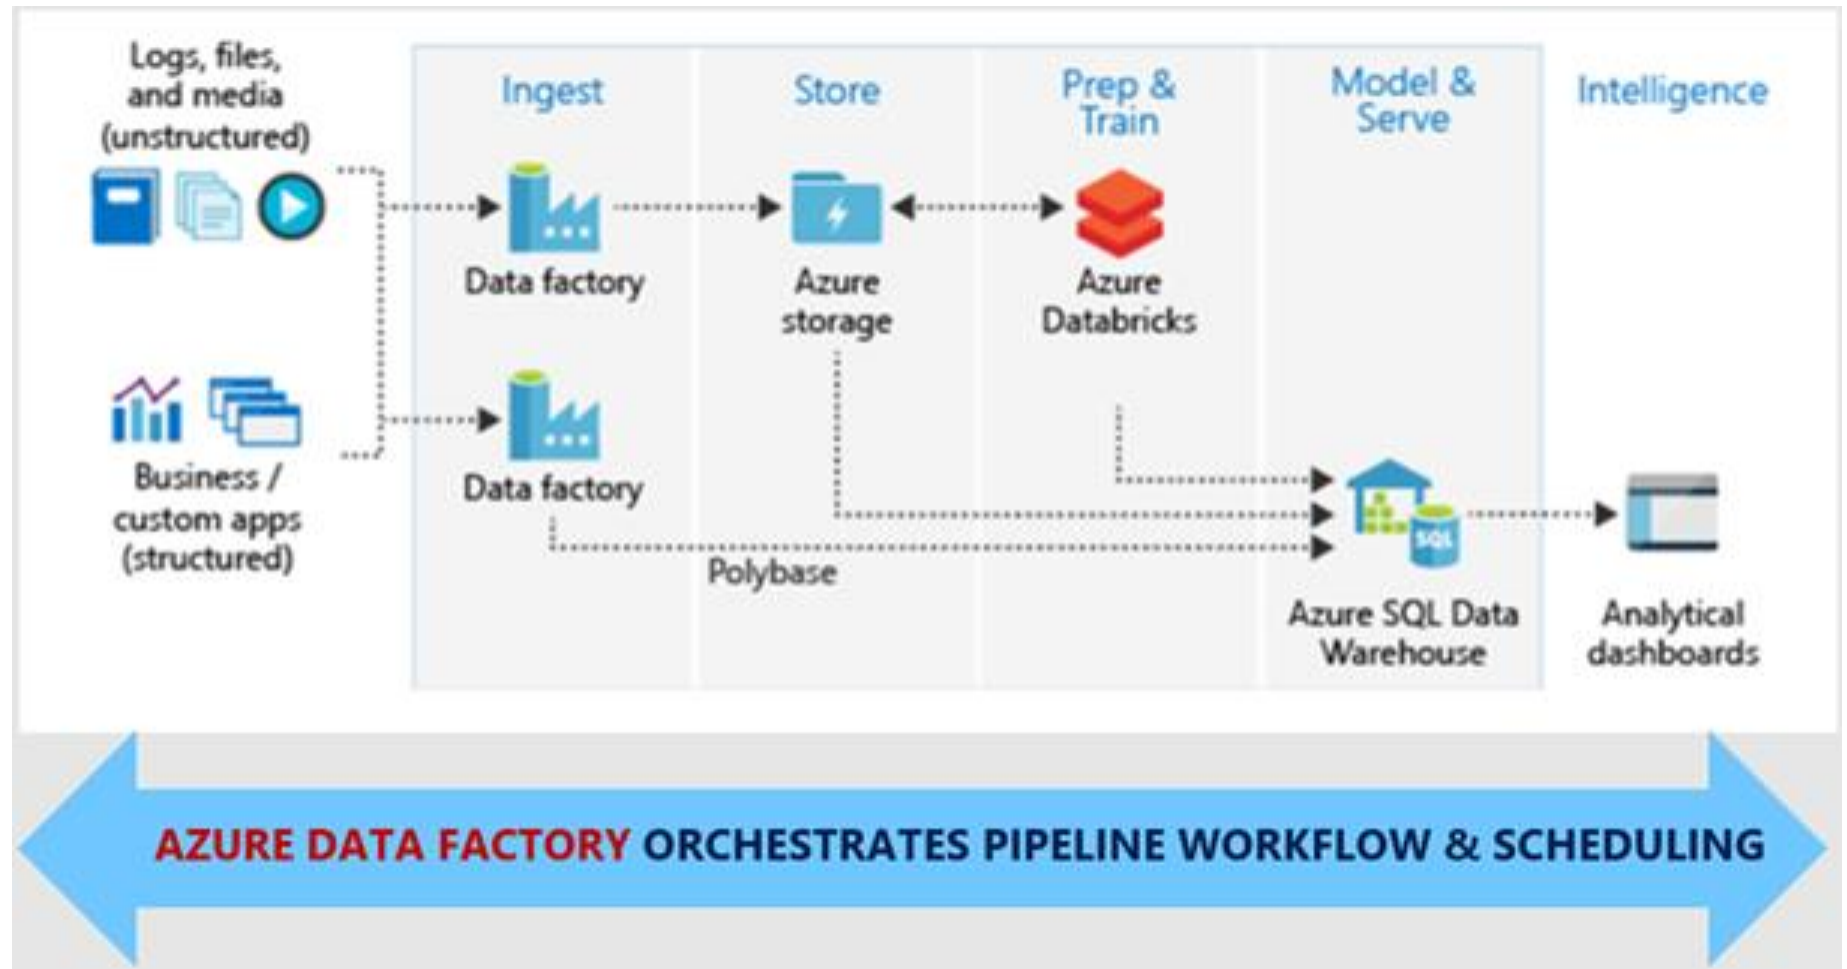 Logs, files,
and media
(unstructured)
Business /
custom apps
(structured)
Ingest
Data factory
Data factory
Polybase
Store
Azure
storage
Prep &
Train
Azure
Databricks
Model &
Serve
SQL
Azure SQL Data
Warehouse
Intelligence
Analytical
dashboards
AZURE DATA FACTORY ORCHESTRATES PIPELINE WORKFLOW & SCHEDULING